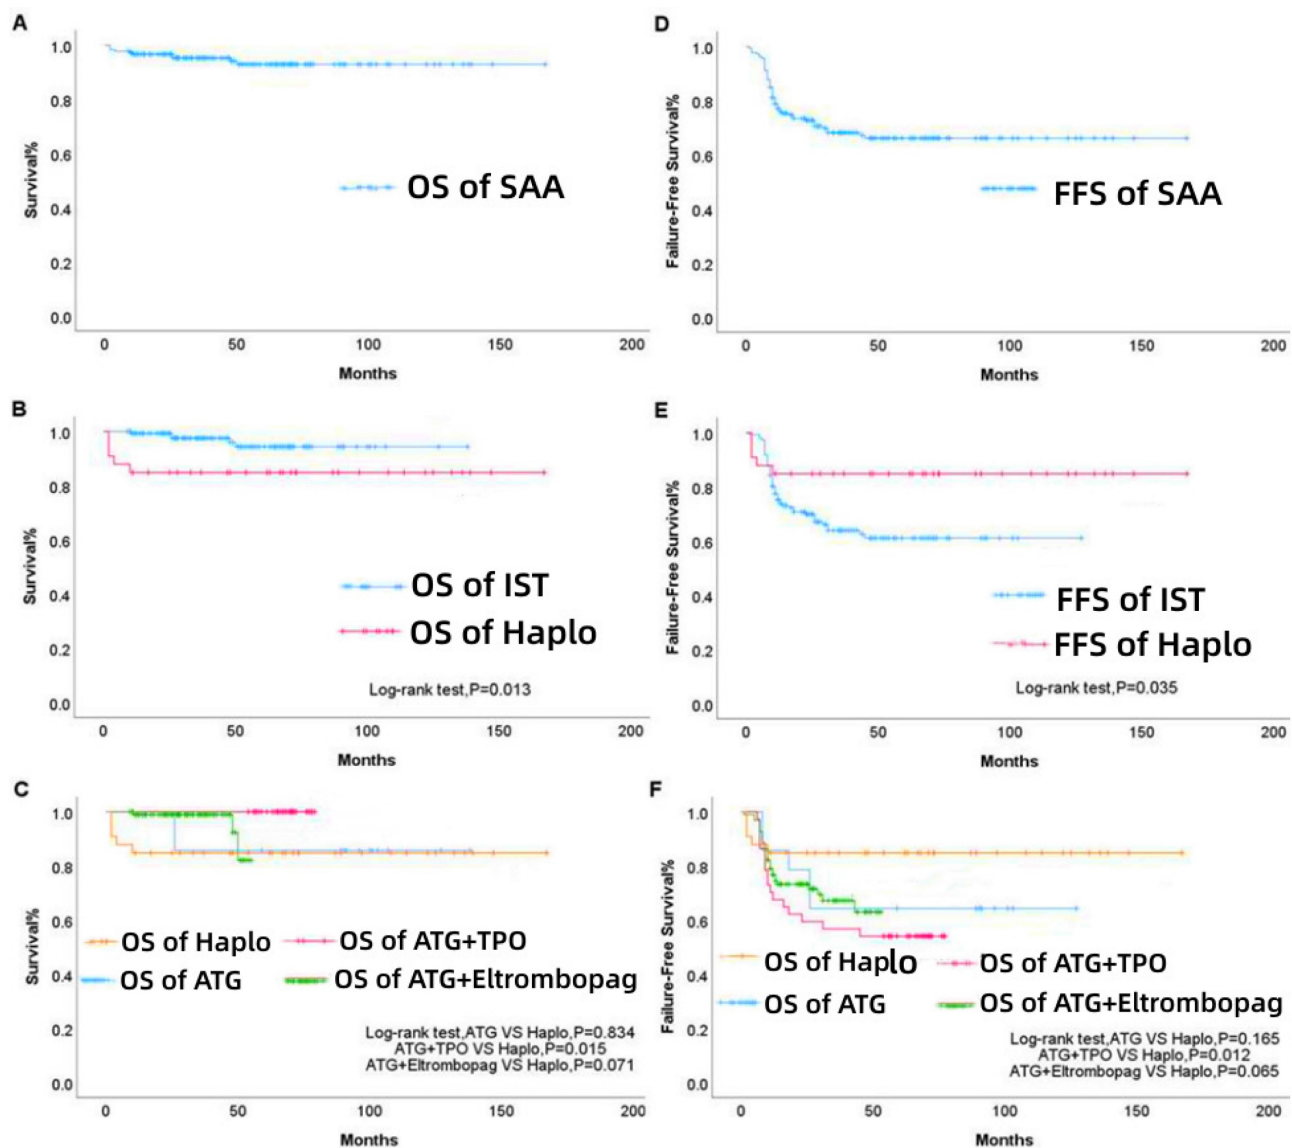 A
Survival%
1.0
0.8
0.6
0.4
0.2
0.0
OS of SAA
0 50 100 150 200
Months
D
Failure-Free Survival%
1.0
0.8
0.6
0.4
0.2
0.0
FFS of SAA
0 50 100 150 200
Months
B
Survival%
1.0
0.8
0.6
0.4
0.2
0.0
OS of IST
OS of Haplo
Log-rank test,P=0.013
0 50 100 150 200
Months
E
Failure-Free Survival%
1.0
0.8
0.6
0.4
0.2
0.0
FFS of IST
FFS of Haplo
Log-rank test,P=0.035
0 50 100 150 200
Months
C
Survival%
1.0
0.8
0.6
0.4
0.2
0.0
OS of Haplo OS of ATG+TPO
OS of ATG OS of ATG+Eltrombopag
Log-rank test,ATG VS Haplo,P=0.834
ATG+TPO VS Haplo,P=0.015
ATG+Eltrombopag VS Haplo,P=0.071
0 50 100 150 200
Months
F
Failure-Free Survival%
1.0
0.8
0.6
0.4
0.2
0.0
OS of Haplo OS of ATG+TPO
OS of ATG OS of ATG+Eltrombopag
Log-rank test,ATG VS Haplo,P=0.165
ATG+TPO VS Haplo,P=0.012
ATG+Eltrombopag VS Haplo,P=0.065
0 50 100 150 200
Months